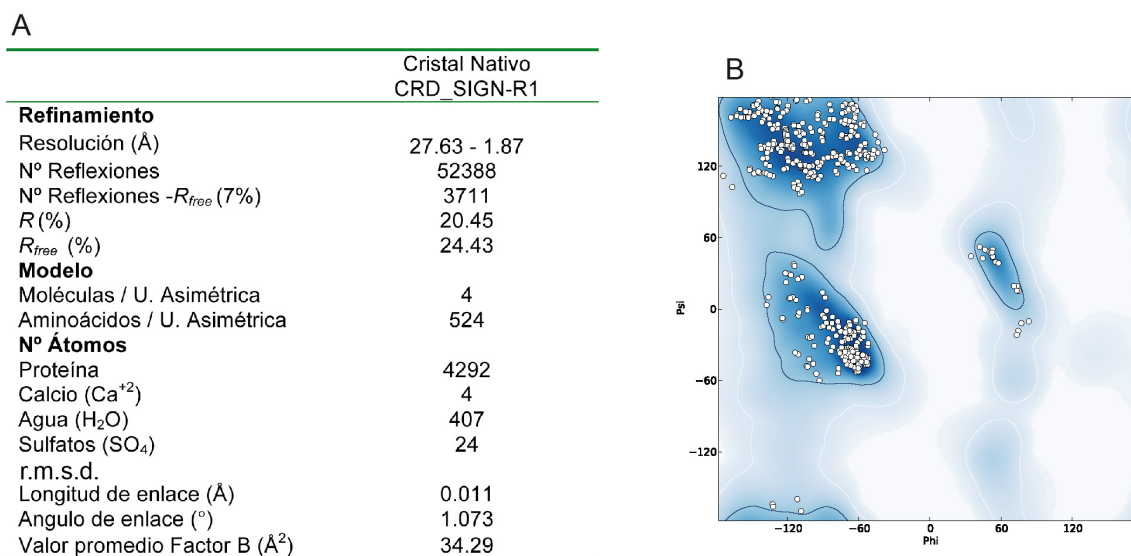 A
Cristal Nativo
CRD_SIGN-R1
Refinamiento
Resolución (Å) 27.63 - 1.87
Nº Reflexiones 52388
Nº Reflexiones -Rfree (7%) 3711
R (%) 20.45
Rfree (%) 24.43
Modelo
Moléculas / U. Asimétrica 4
Aminoácidos / U. Asimétrica 524
Nº Átomos
Proteína 4292
Calcio (Ca+2) 4
Agua (H2O) 407
Sulfatos (SO4) 24
r.m.s.d.
Longitud de enlace (Å) 0.011
Angulo de enlace (°) 1.073
Valor promedio Factor B (Å2) 34.29
B
120
60
0
−60
−120
Psi
−120 −60 0 60 120
Phi